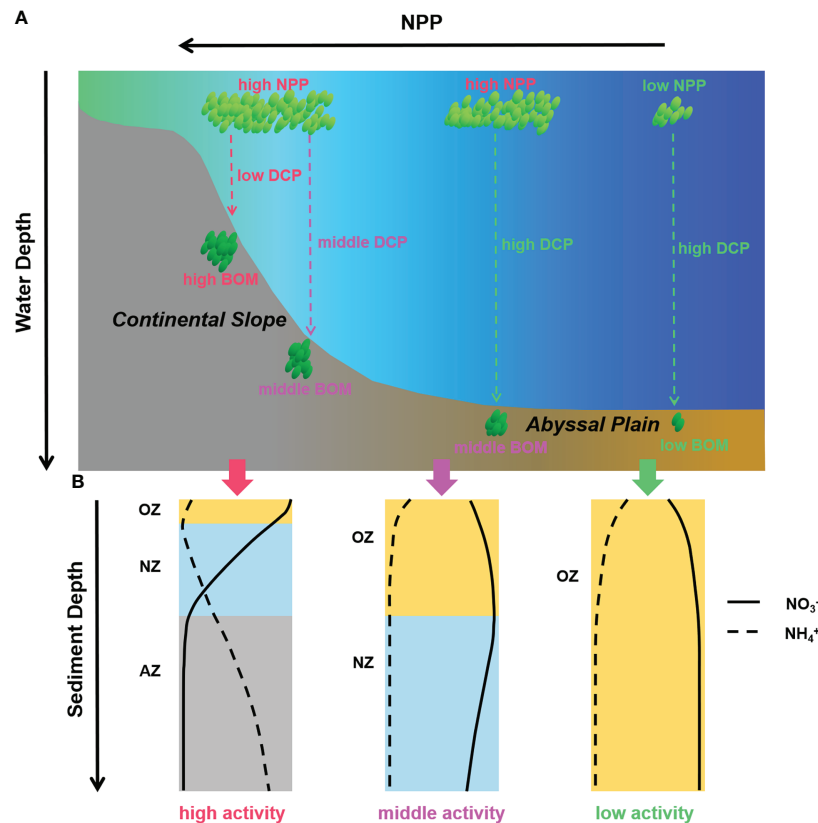 A
NPP
Water Depth
high NPP
high NPP
low NPP
low DCP
middle DCP
high DCP
high DCP
high BOM
Continental Slope
middle BOM
Abyssal Plain
middle BOM
low BOM
B
Sediment Depth
OZ
NZ
AZ
OZ
NZ
OZ
NO₃⁻
NH₄⁺
high activity
middle activity
low activity